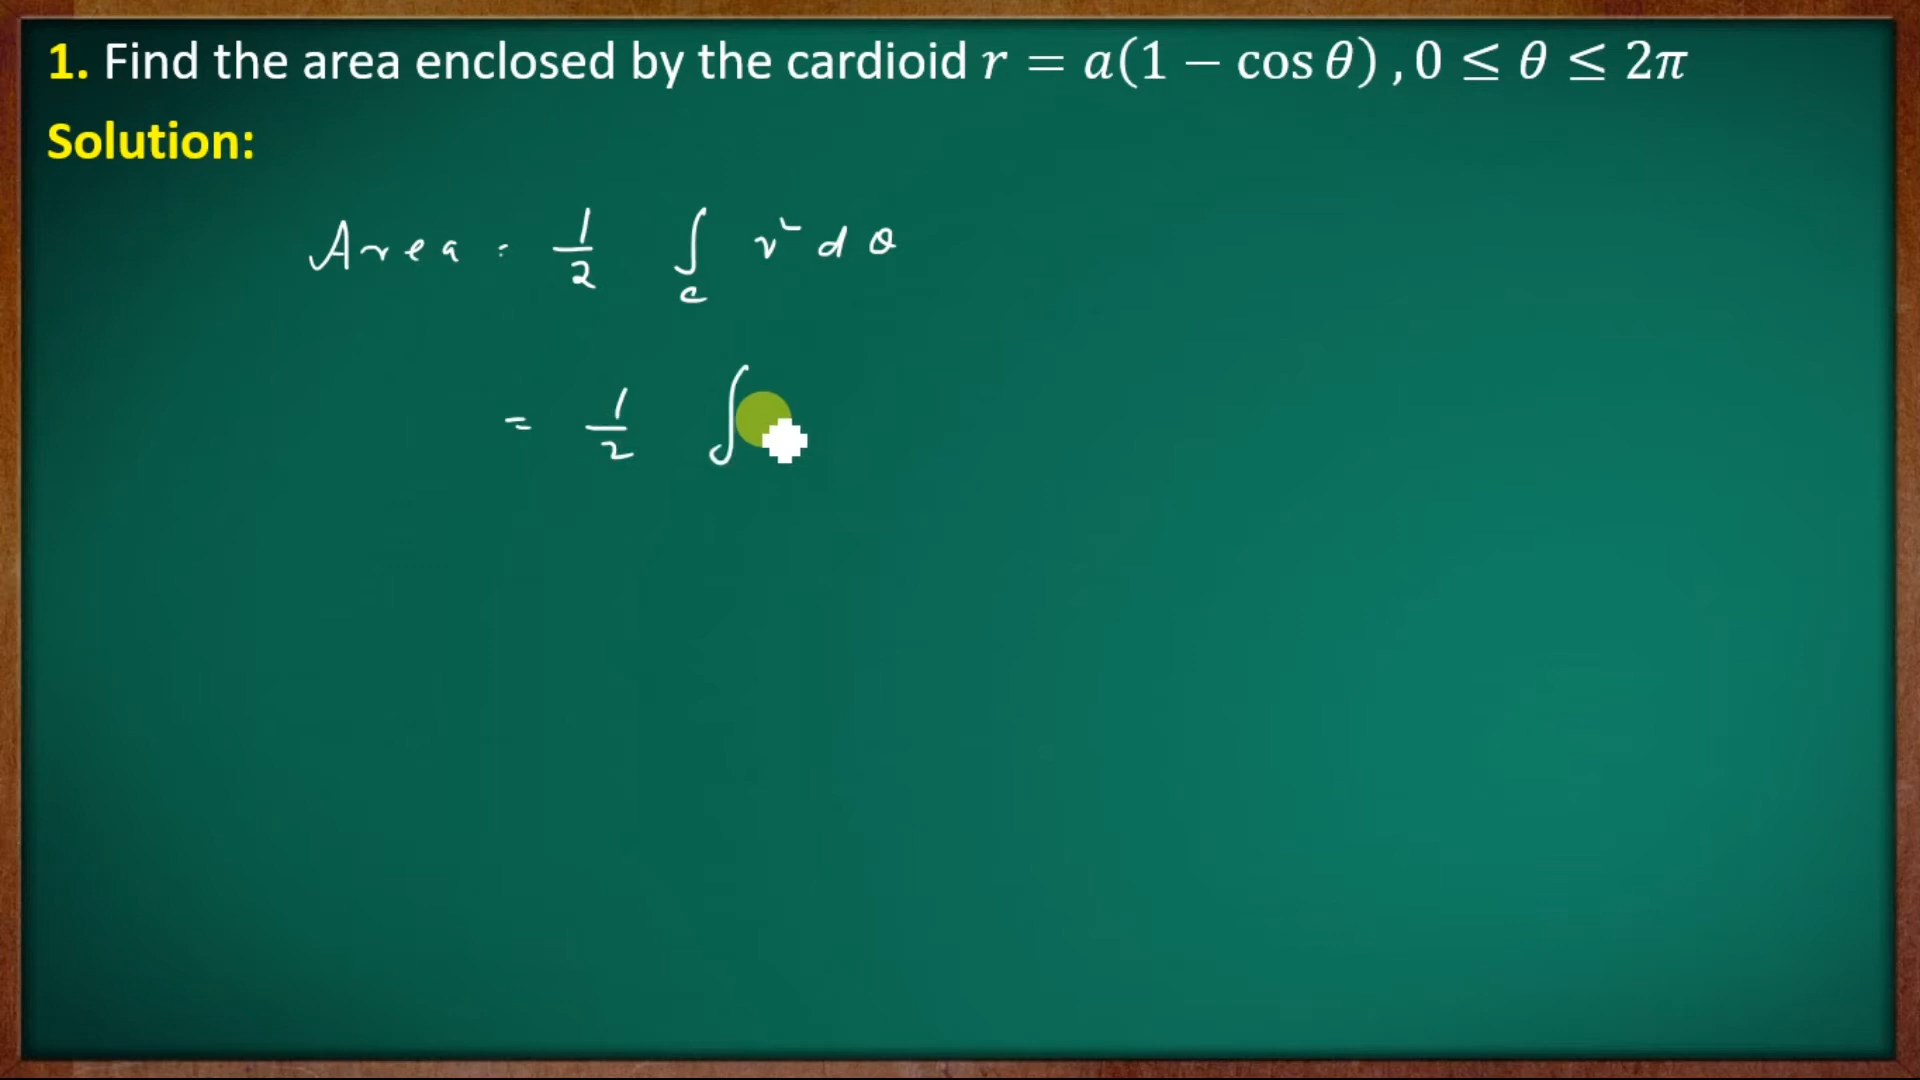 1. Find the area enclosed by the cardioid r = a(1 − cos θ) , 0 ≤ θ ≤ 2π
Solution:
Area = 1/2 ∫_c r² dθ
= 1/2 ∫